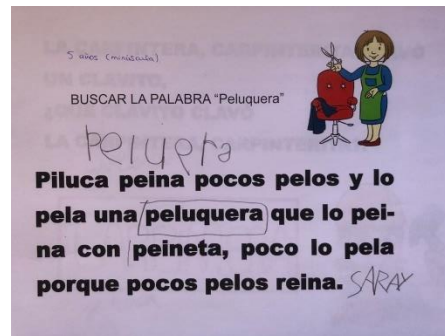 5 años (minúscula)
BUSCAR LA PALABRA "Peluquera"
pelupra
Piluca peina pocos pelos y lo
pela una peluquera que lo pei-
na con peineta, poco lo pela
porque pocos pelos reina. SARAY